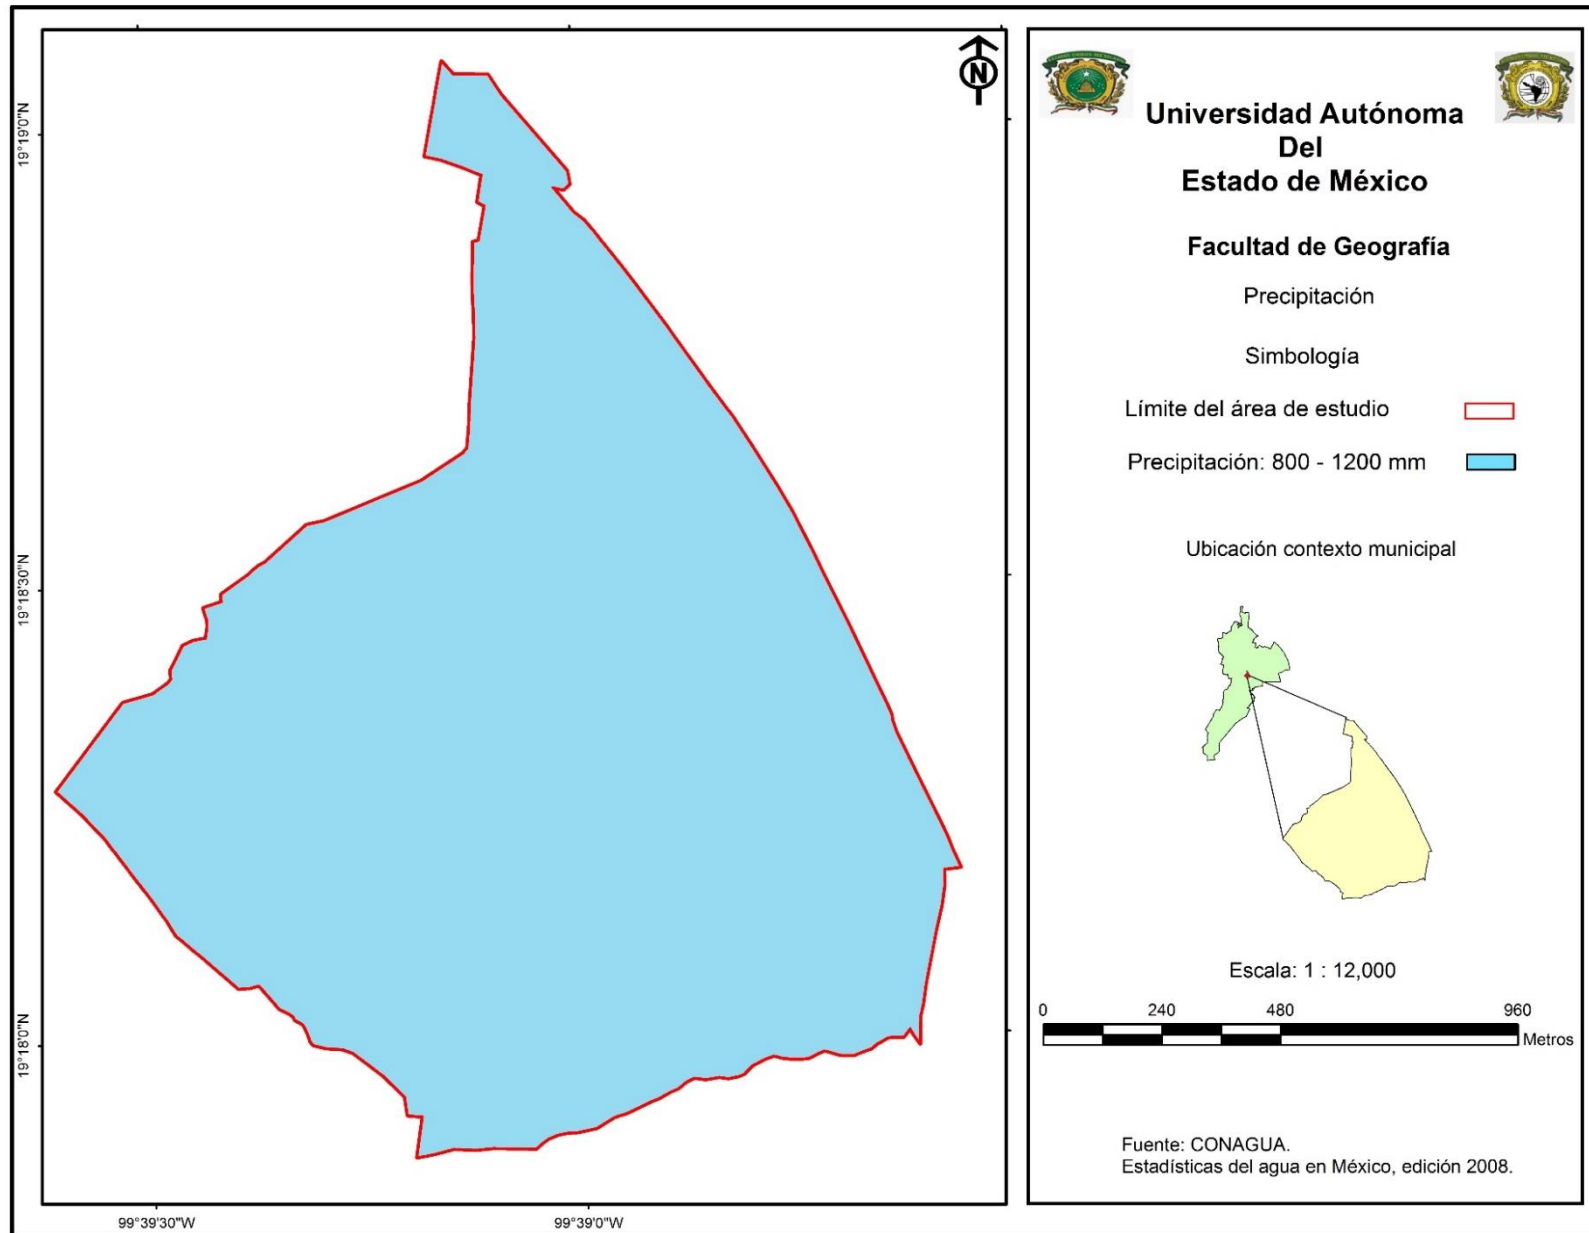 N
19°19'0"N
19°18'30"N
19°18'0"N
99°39'30"W
99°39'0"W
Universidad Autónoma
Del
Estado de México
Facultad de Geografía
Precipitación
Simbología
Límite del área de estudio
Precipitación: 800 - 1200 mm
Ubicación contexto municipal
Escala: 1 : 12,000
0 240 480 960
Metros
Fuente: CONAGUA.
Estadísticas del agua en México, edición 2008.